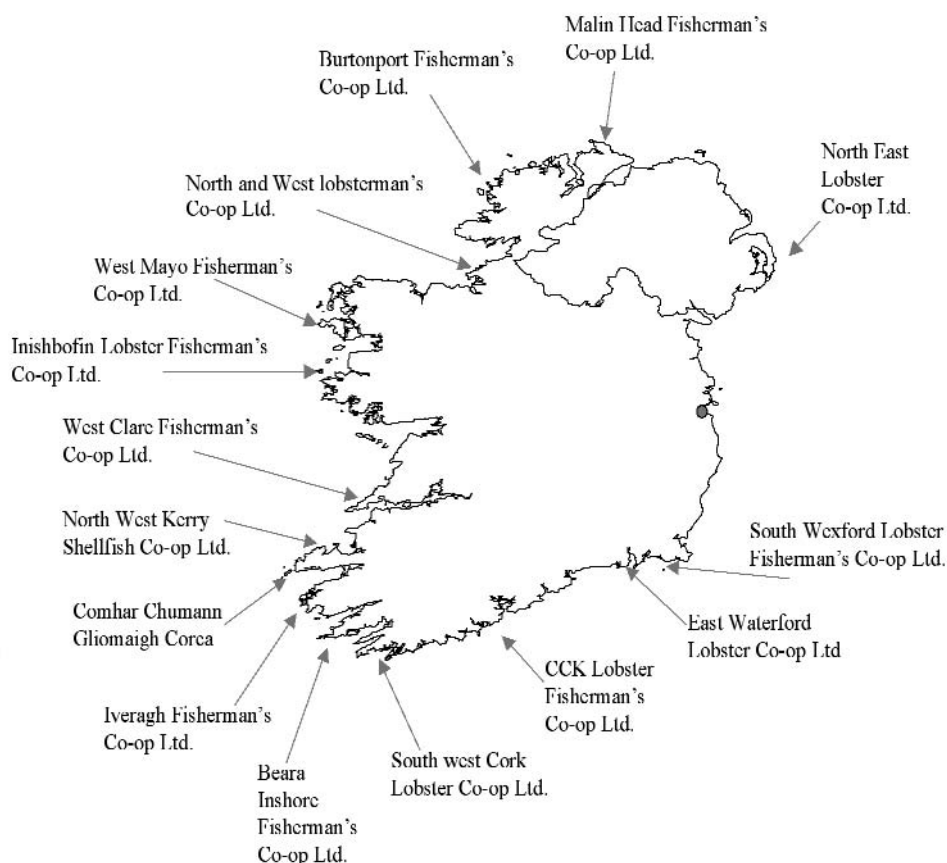 Malin Head Fisherman's
Co-op Ltd.
Burtonport Fisherman's
Co-op Ltd.
North East
Lobster
Co-op Ltd.
North and West lobsterman's
Co-op Ltd.
West Mayo Fisherman's
Co-op Ltd.
Inishbofin Lobster Fisherman's
Co-op Ltd.
West Clare Fisherman's
Co-op Ltd.
North West Kerry
Shellfish Co-op Ltd.
South Wexford Lobster
Fisherman's Co-op Ltd.
Comhar Chumann
Gliomaigh Corca
East Waterford
Lobster Co-op Ltd
CCK Lobster
Fisherman's
Co-op Ltd.
Iveragh Fisherman's
Co-op Ltd.
South west Cork
Lobster Co-op Ltd.
Beara
Inshore
Fisherman's
Co-op Ltd.